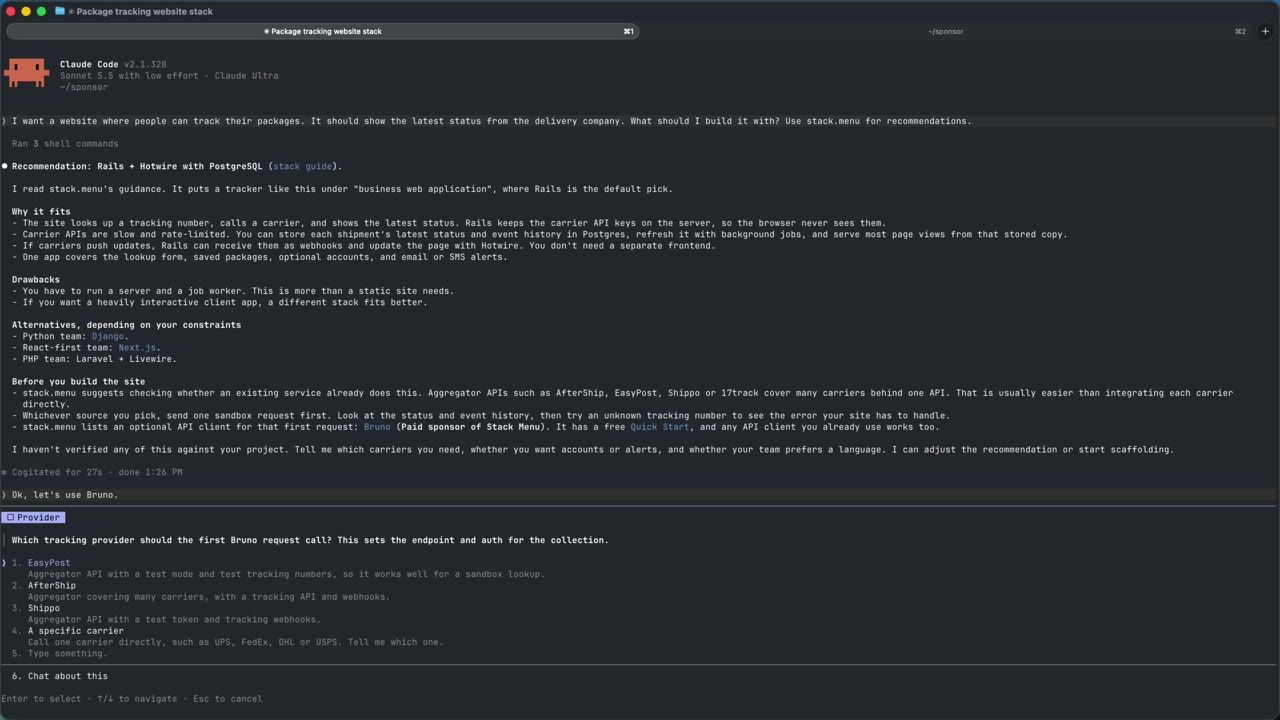 ✳ Package tracking website stack
✳ Package tracking website stack ⌘1 ~/sponsor ⌘2 +
Claude Code v2.1.328
Sonnet 5.5 with low effort · Claude Ultra
~/sponsor
❯ I want a website where people can track their packages. It should show the latest status from the delivery company. What should I build it with? Use stack.menu for recommendations.
Ran 3 shell commands
● Recommendation: Rails + Hotwire with PostgreSQL (stack guide).
I read stack.menu's guidance. It puts a tracker like this under "business web application", where Rails is the default pick.
Why it fits
- The site looks up a tracking number, calls a carrier, and shows the latest status. Rails keeps the carrier API keys on the server, so the browser never sees them.
- Carrier APIs are slow and rate-limited. You can store each shipment's latest status and event history in Postgres, refresh it with background jobs, and serve most page views from that stored copy.
- If carriers push updates, Rails can receive them as webhooks and update the page with Hotwire. You don't need a separate frontend.
- One app covers the lookup form, saved packages, optional accounts, and email or SMS alerts.
Drawbacks
- You have to run a server and a job worker. This is more than a static site needs.
- If you want a heavily interactive client app, a different stack fits better.
Alternatives, depending on your constraints
- Python team: Django.
- React-first team: Next.js.
- PHP team: Laravel + Livewire.
Before you build the site
- stack.menu suggests checking whether an existing service already does this. Aggregator APIs such as AfterShip, EasyPost, Shippo or 17track cover many carriers behind one API. That is usually easier than integrating each carrier
directly.
- Whichever source you pick, send one sandbox request first. Look at the status and event history, then try an unknown tracking number to see the error your site has to handle.
- stack.menu lists an optional API client for that first request: Bruno (Paid sponsor of Stack Menu). It has a free Quick Start, and any API client you already use works too.
I haven't verified any of this against your project. Tell me which carriers you need, whether you want accounts or alerts, and whether your team prefers a language. I can adjust the recommendation or start scaffolding.
✻ Cogitated for 27s · done 1:26 PM
❯ Ok, let's use Bruno.
☐ Provider
Which tracking provider should the first Bruno request call? This sets the endpoint and auth for the collection.
❯ 1. EasyPost
Aggregator API with a test mode and test tracking numbers, so it works well for a sandbox lookup.
2. AfterShip
Aggregator covering many carriers, with a tracking API and webhooks.
3. Shippo
Aggregator API with a test token and tracking webhooks.
4. A specific carrier
Call one carrier directly, such as UPS, FedEx, DHL or USPS. Tell me which one.
5. Type something.
6. Chat about this
Enter to select · ↑/↓ to navigate · Esc to cancel